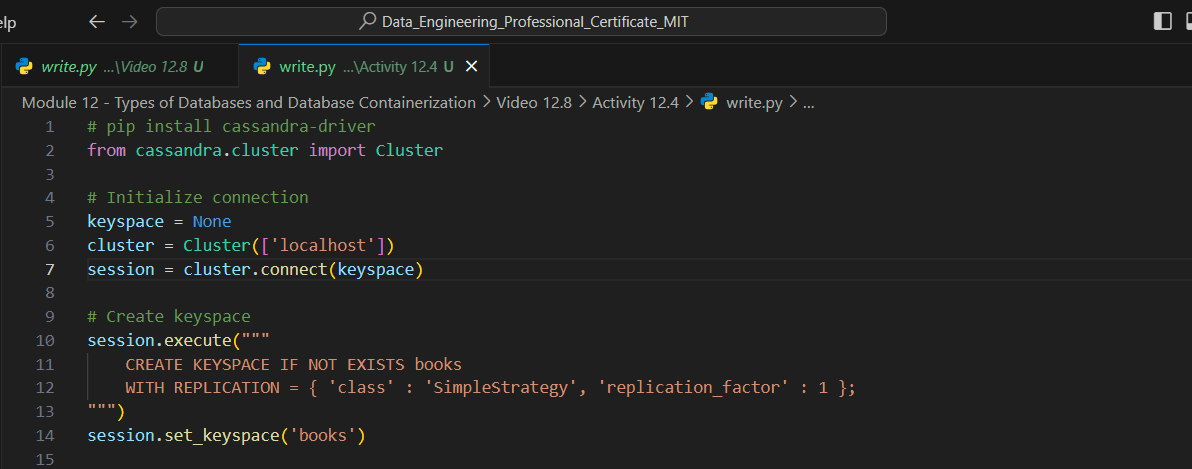 elp
Data_Engineering_Professional_Certificate_MIT
write.py ...\Video 12.8 U
write.py ...\Activity 12.4 U
Module 12 - Types of Databases and Database Containerization > Video 12.8 > Activity 12.4 > write.py > ...
1 # pip install cassandra-driver
2 from cassandra.cluster import Cluster
3
4 # Initialize connection
5 keyspace = None
6 cluster = Cluster(['localhost'])
7 session = cluster.connect(keyspace)
8
9 # Create keyspace
10 session.execute("""
11     CREATE KEYSPACE IF NOT EXISTS books
12     WITH REPLICATION = { 'class' : 'SimpleStrategy', 'replication_factor' : 1 };
13 """)
14 session.set_keyspace('books')
15